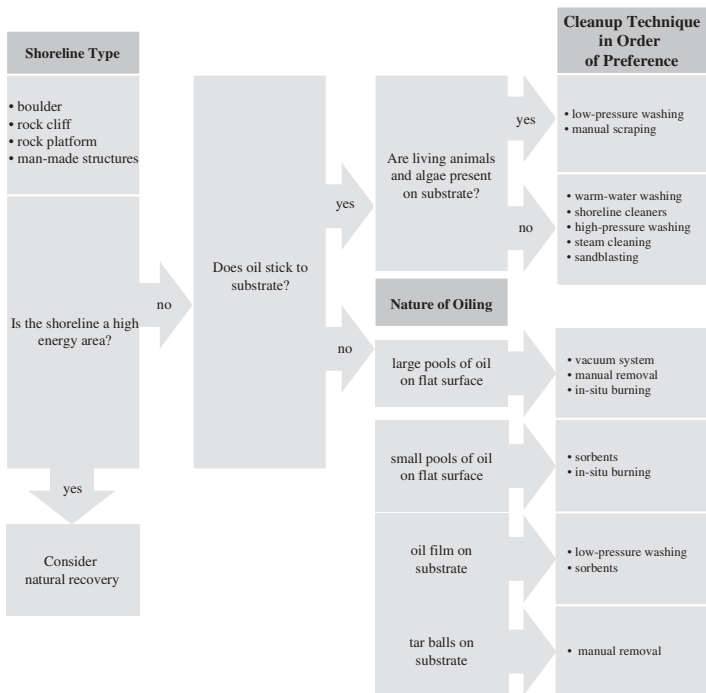 Shoreline Type
• boulder
• rock cliff
• rock platform
• man-made structures
Is the shoreline a high
energy area?
yes
Consider
natural recovery
no
Does oil stick to
substrate?
yes
no
Are living animals
and algae present
on substrate?
yes
no
Nature of Oiling
large pools of oil
on flat surface
small pools of oil
on flat surface
oil film on
substrate
tar balls on
substrate
Cleanup Technique
in Order
of Preference
• low-pressure washing
• manual scraping
• warm-water washing
• shoreline cleaners
• high-pressure washing
• steam cleaning
• sandblasting
• vacuum system
• manual removal
• in-situ burning
• sorbents
• in-situ burning
• low-pressure washing
• sorbents
• manual removal